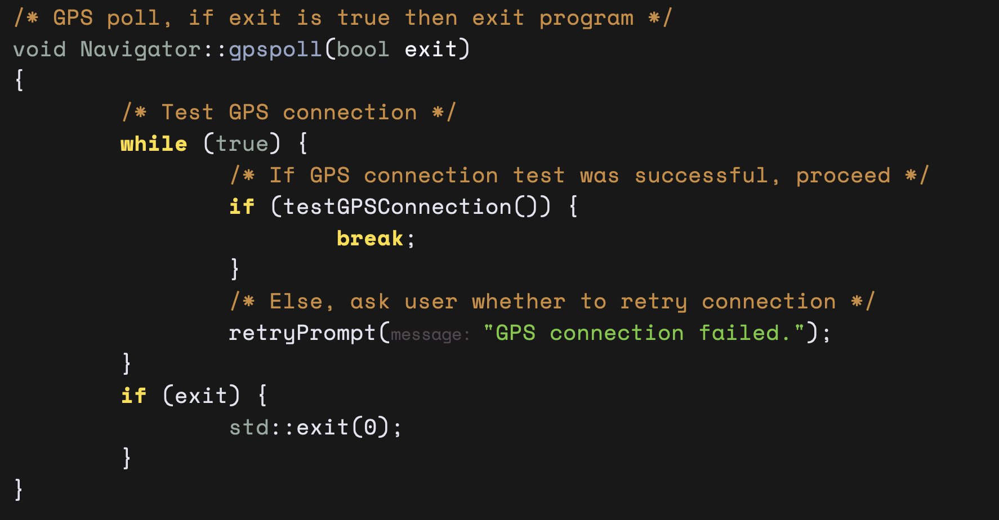 /* GPS poll, if exit is true then exit program */
void Navigator::gpspoll(bool exit)
{
/* Test GPS connection */
while (true) {
/* If GPS connection test was successful, proceed */
if (testGPSConnection()) {
break;
}
/* Else, ask user whether to retry connection */
retryPrompt(message: "GPS connection failed.");
}
if (exit) {
std::exit(0);
}
}